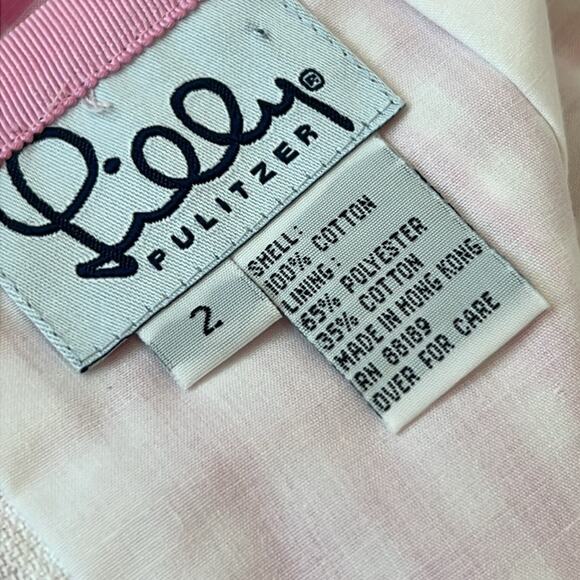 Lilly®
PULITZER
2
SHELL:
100% COTTON
LINING:
65% POLYESTER
35% COTTON
MADE IN HONG KONG
RN 89189
OVER FOR CARE